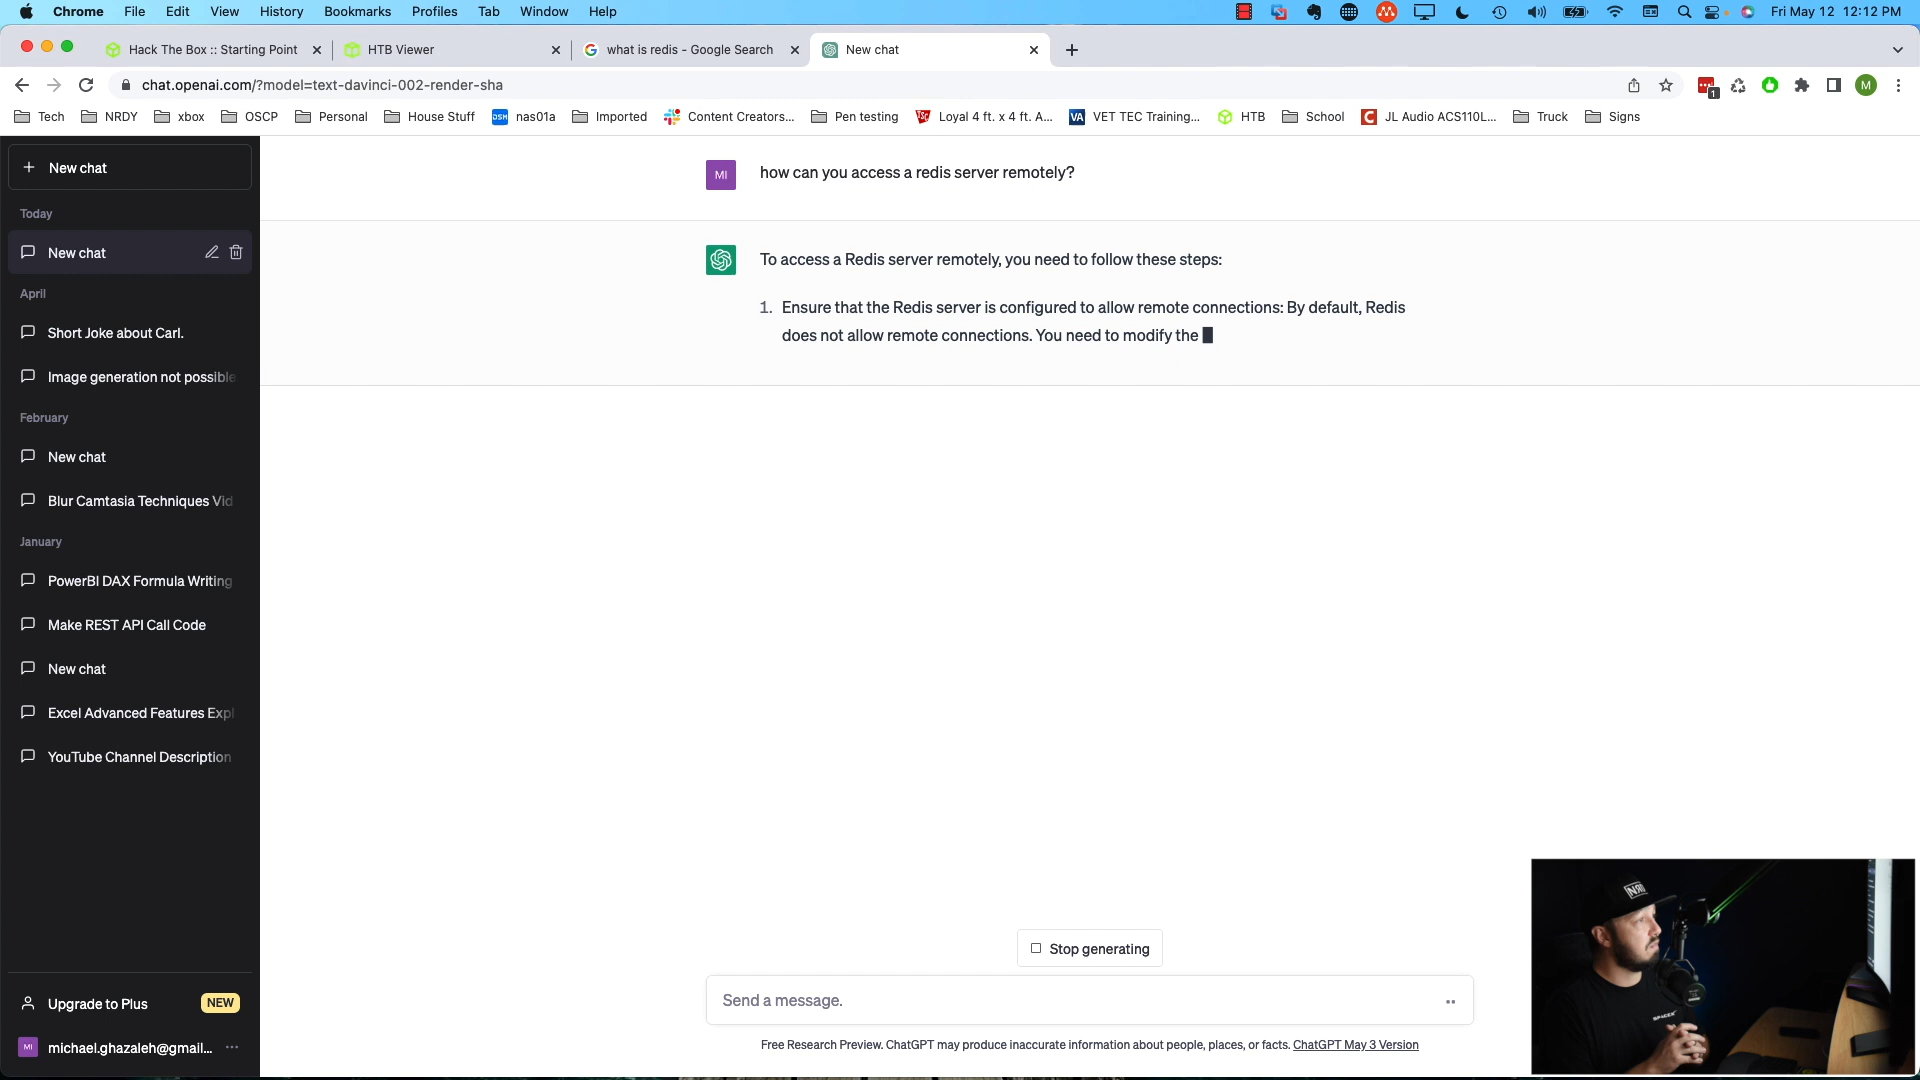 Chrome File Edit View History Bookmarks Profiles Tab Window Help
Fri May 12 12:12 PM
Hack The Box :: Starting Point
HTB Viewer
what is redis - Google Search
New chat
chat.openai.com/?model=text-davinci-002-render-sha
1
M
Tech NRDY xbox OSCP Personal House Stuff DSM nas01a Imported Content Creators... Pen testing TSC Loyal 4 ft. x 4 ft. A... VA VET TEC Training... HTB School C JL Audio ACS110L... Truck Signs
+ New chat
Today
New chat
April
Short Joke about Carl.
Image generation not possible
February
New chat
Blur Camtasia Techniques Vid
January
PowerBI DAX Formula Writing
Make REST API Call Code
New chat
Excel Advanced Features Expl
YouTube Channel Description
Upgrade to Plus NEW
MI michael.ghazaleh@gmail... ...
MI how can you access a redis server remotely?
To access a Redis server remotely, you need to follow these steps:
1. Ensure that the Redis server is configured to allow remote connections: By default, Redis
does not allow remote connections. You need to modify the
Stop generating
Send a message.
Free Research Preview. ChatGPT may produce inaccurate information about people, places, or facts. ChatGPT May 3 Version
SPACEX